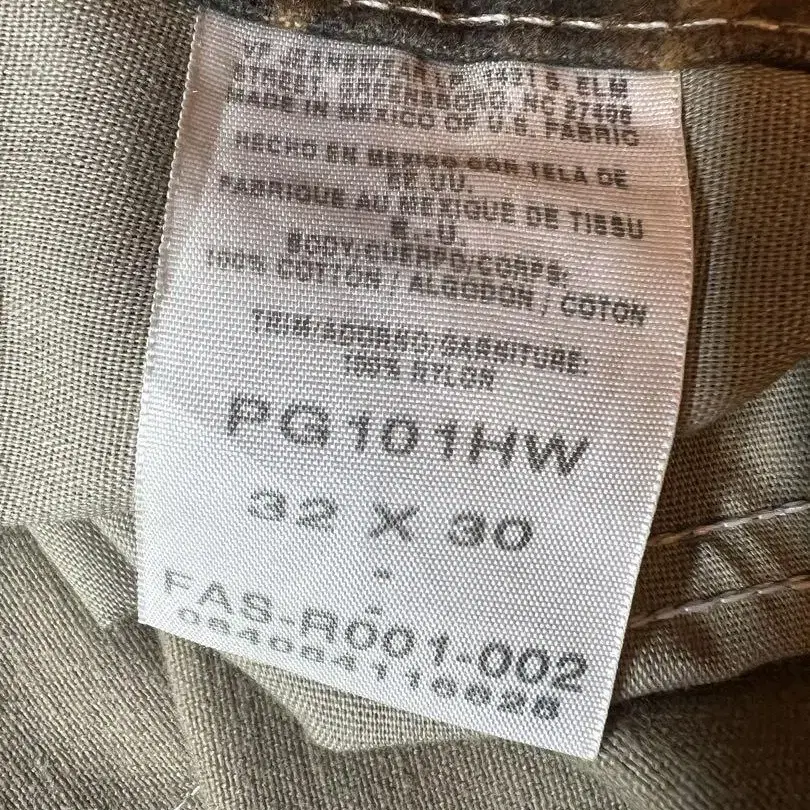 VF JEANSWEAR LP, 1421 S. ELM
STREET, GREENSBORO, NC 27406
MADE IN MEXICO OF U.S. FABRIC
HECHO EN MEXICO CON TELA DE
EE.UU.
FABRIQUE AU MEXIQUE DE TISSU
E.-U.
BODY/CUERPO/CORPS:
100% COTTON / ALGODON / COTON
TRIM/ADORNO/GARNITURE:
100% NYLON
PG101HW
32 X 30
-
-
FAS-R001-002